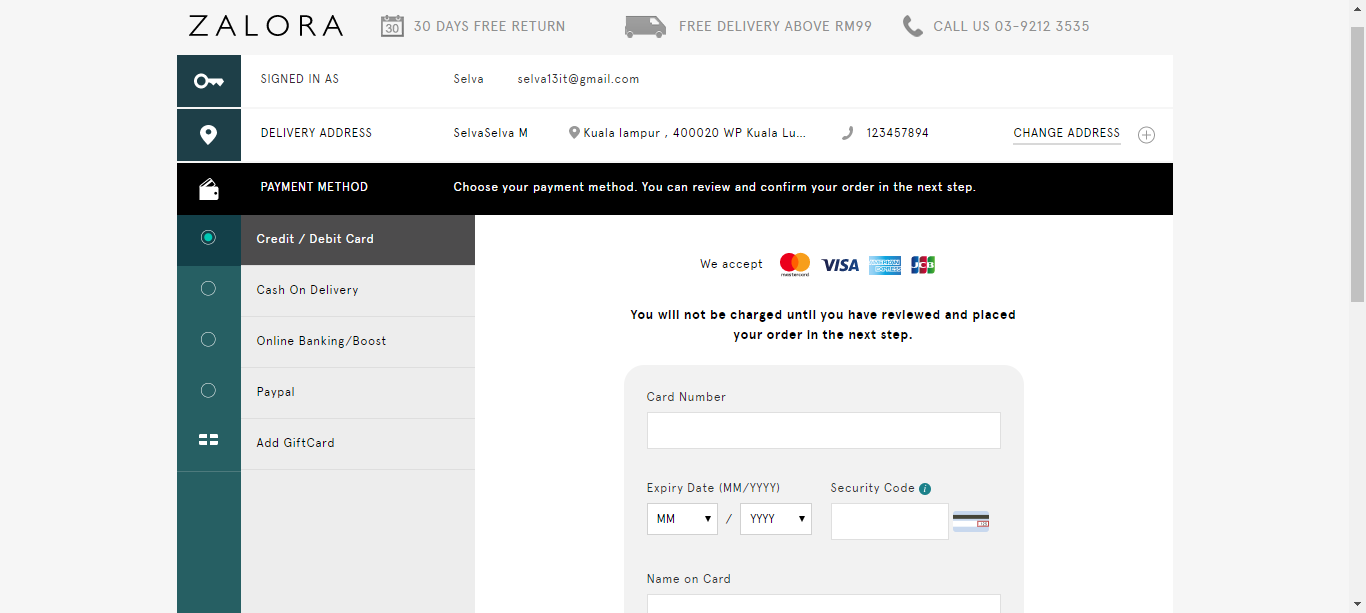 ZALORA
30
30 DAYS FREE RETURN
FREE DELIVERY ABOVE RM99
CALL US 03-9212 3535
SIGNED IN AS
Selva
selva13it@gmail.com
DELIVERY ADDRESS
SelvaSelva M
Kuala lampur , 400020 WP Kuala Lu...
123457894
CHANGE ADDRESS
PAYMENT METHOD
Choose your payment method. You can review and confirm your order in the next step.
Credit / Debit Card
Cash On Delivery
Online Banking/Boost
Paypal
Add GiftCard
We accept
mastercard
VISA
AMERICAN EXPRESS
JCB
You will not be charged until you have reviewed and placed
your order in the next step.
Card Number
Expiry Date (MM/YYYY)
Security Code i
MM / YYYY
Name on Card